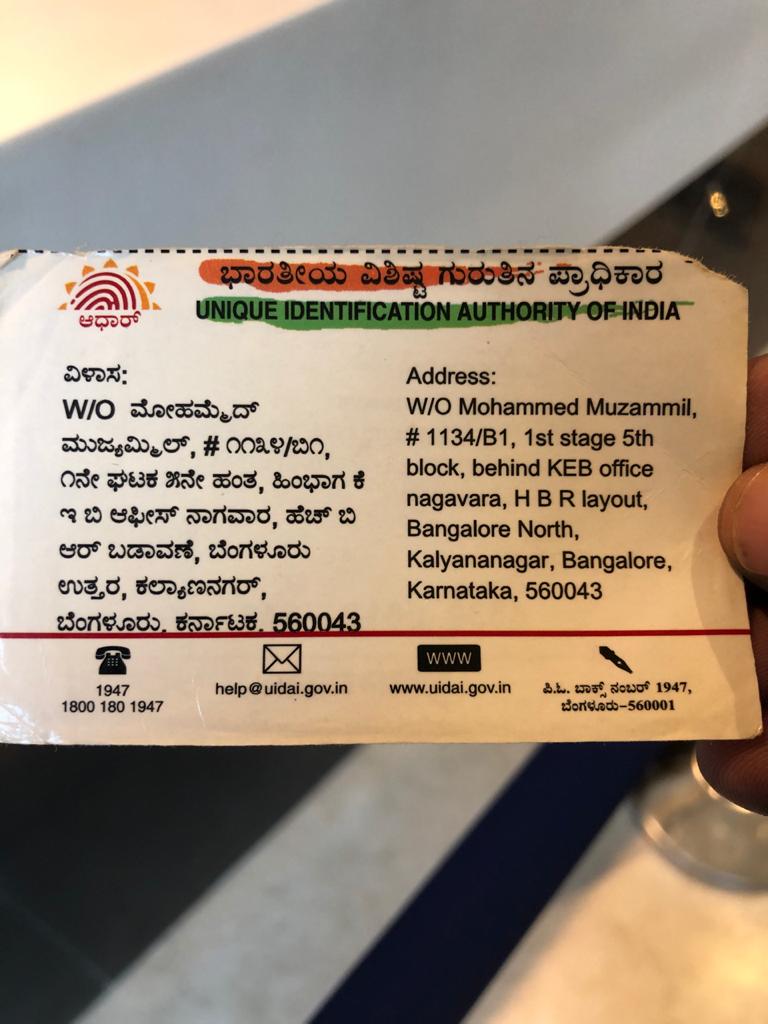 ಭಾರತೀಯ ವಿಶಿಷ್ಟ ಗುರುತಿನ ಪ್ರಾಧಿಕಾರ
UNIQUE IDENTIFICATION AUTHORITY OF INDIA
ಆಧಾರ್
ವಿಳಾಸ:
W/O ಮೋಹಮ್ಮೆದ್
ಮುಜ್ಯಮ್ಮಿಲ್, # ೧೧೩೪/ಬಿ೧,
೧ನೇ ಘಟಕ ೫ನೇ ಹಂತ, ಹಿಂಭಾಗ ಕೆ
ಇ ಬಿ ಆಫೀಸ್ ನಾಗವಾರ, ಹೆಚ್ ಬಿ
ಆರ್ ಬಡಾವಣೆ, ಬೆಂಗಳೂರು
ಉತ್ತರ, ಕಲ್ಯಾಣನಗರ್,
ಬೆಂಗಳೂರು, ಕರ್ನಾಟಕ, 560043
Address:
W/O Mohammed Muzammil,
# 1134/B1, 1st stage 5th
block, behind KEB office
nagavara, H B R layout,
Bangalore North,
Kalyananagar, Bangalore,
Karnataka, 560043
1947
1800 180 1947
help@uidai.gov.in
WWW
www.uidai.gov.in
ಪಿ.ಓ. ಬಾಕ್ಸ್ ನಂಬರ್ 1947,
ಬೆಂಗಳೂರು-560001